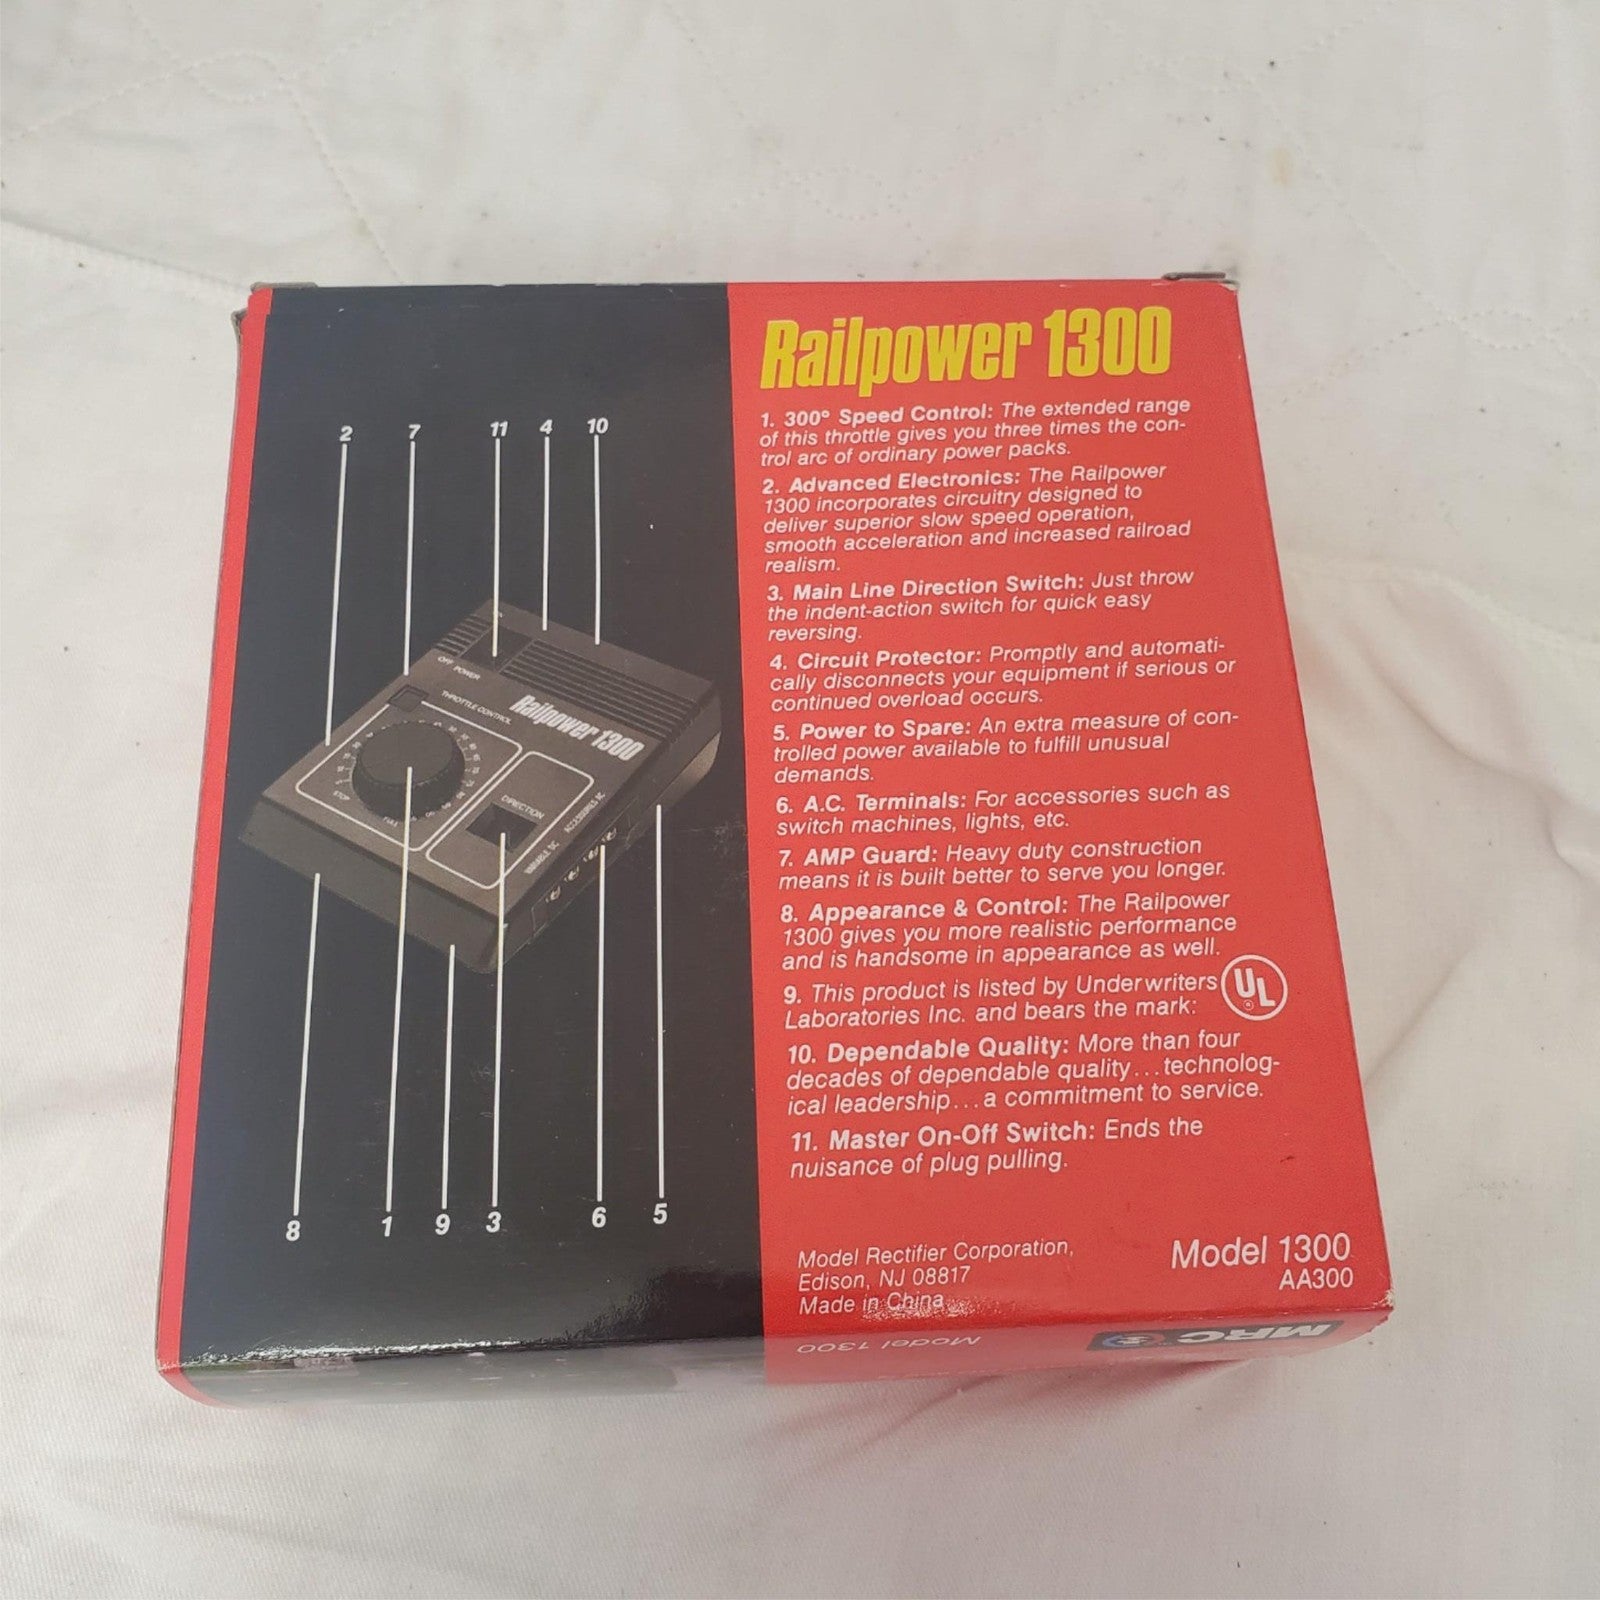 Railpower 1300
1. 300° Speed Control: The extended range
of this throttle gives you three times the con-
trol arc of ordinary power packs.
2. Advanced Electronics: The Railpower
1300 incorporates circuitry designed to
deliver superior slow speed operation,
smooth acceleration and increased railroad
realism.
3. Main Line Direction Switch: Just throw
the indent-action switch for quick easy
reversing.
4. Circuit Protector: Promptly and automati-
cally disconnects your equipment if serious or
continued overload occurs.
5. Power to Spare: An extra measure of con-
trolled power available to fulfill unusual
demands.
6. A.C. Terminals: For accessories such as
switch machines, lights, etc.
7. AMP Guard: Heavy duty construction
means it is built better to serve you longer.
8. Appearance & Control: The Railpower
1300 gives you more realistic performance
and is handsome in appearance as well.
9. This product is listed by Underwriters
Laboratories Inc. and bears the mark:
UL
10. Dependable Quality: More than four
decades of dependable quality...technolog-
ical leadership...a commitment to service.
11. Master On-Off Switch: Ends the
nuisance of plug pulling.
Model Rectifier Corporation,
Edison, NJ 08817
Made in China
Model 1300
AA300
2 7 11 4 10
OFF POWER
THROTTLE CONTROL
Railpower 1300
STOP
FULL
DIRECTION
VARIABLE DC
ACCESSORIES AC
8 1 9 3 6 5
Model 1300
MRC